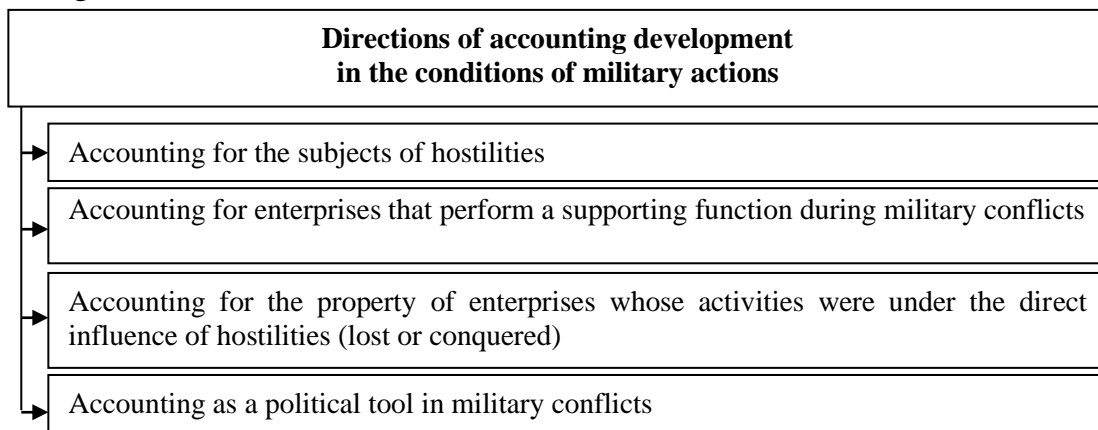 Directions of accounting development
in the conditions of military actions
Accounting for the subjects of hostilities
Accounting for enterprises that perform a supporting function during military conflicts
Accounting for the property of enterprises whose activities were under the direct
influence of hostilities (lost or conquered)
Accounting as a political tool in military conflicts